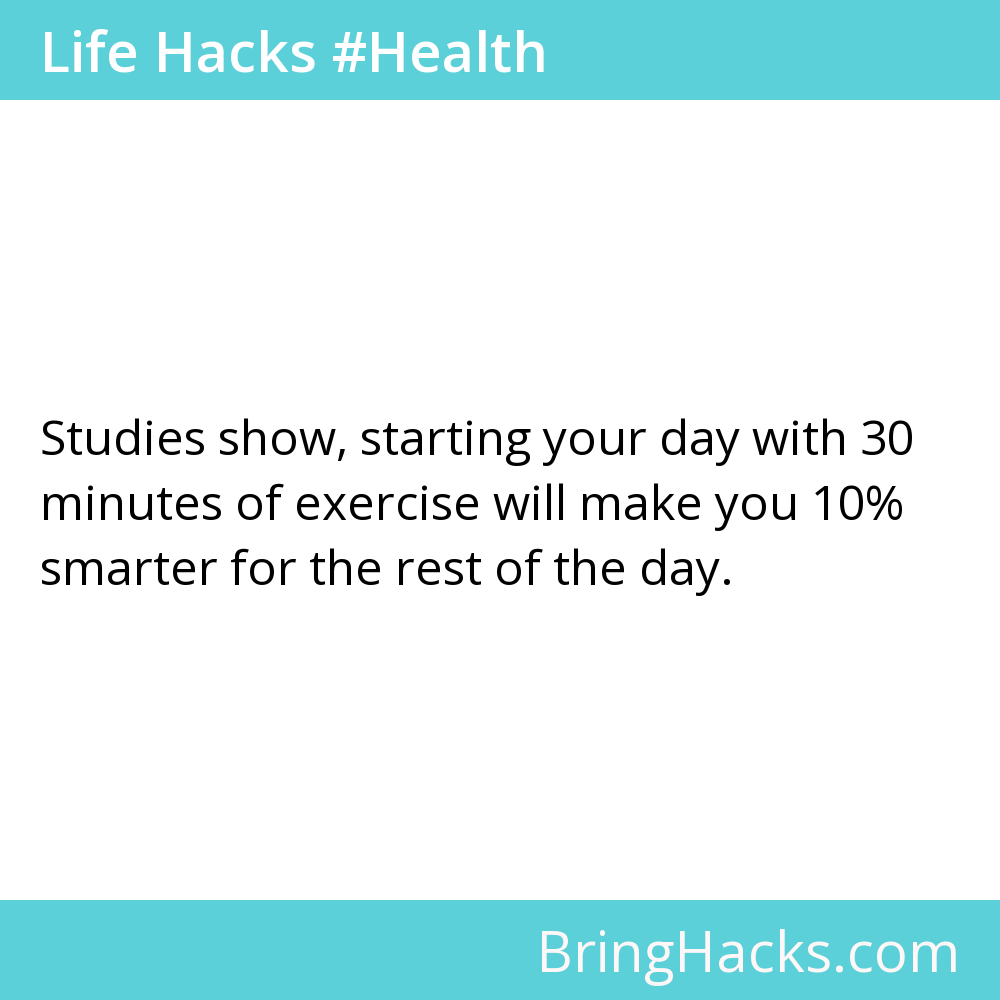 Life Hacks #Health
Studies show, starting your day with 30
minutes of exercise will make you 10%
smarter for the rest of the day.
BringHacks.com